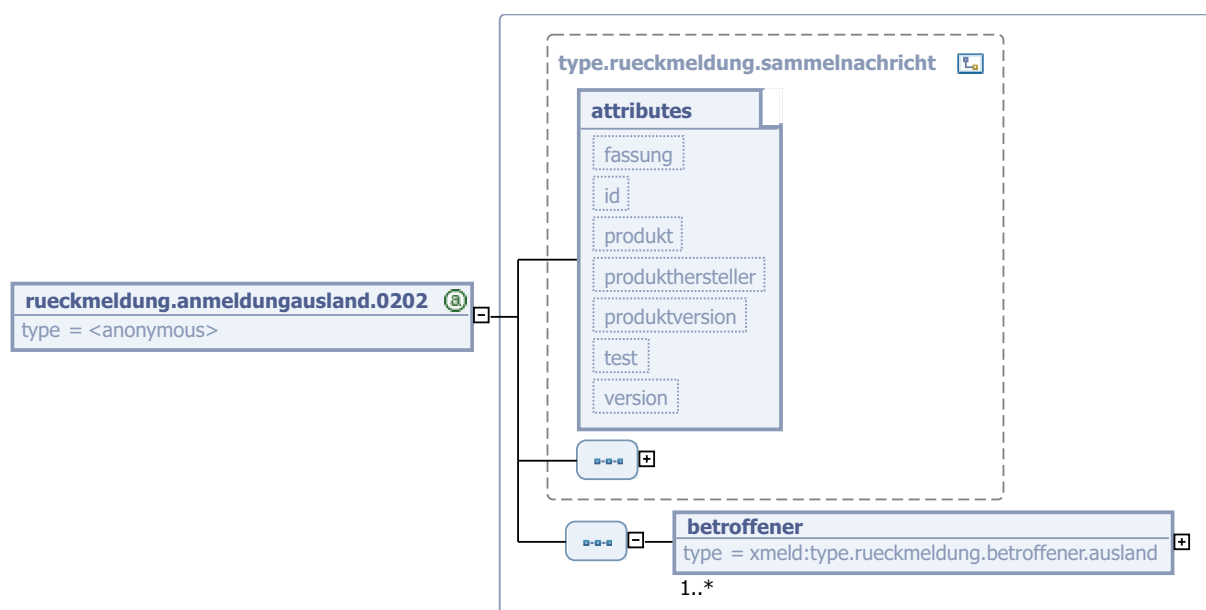 type.rueckmeldung.sammelnachricht
attributes
fassung
id
produkt
produkthersteller
produktversion
test
version
rueckmeldung.anmeldungausland.0202 a
type = <anonymous>
betroffener
type = xmeld:type.rueckmeldung.betroffener.ausland
1..*